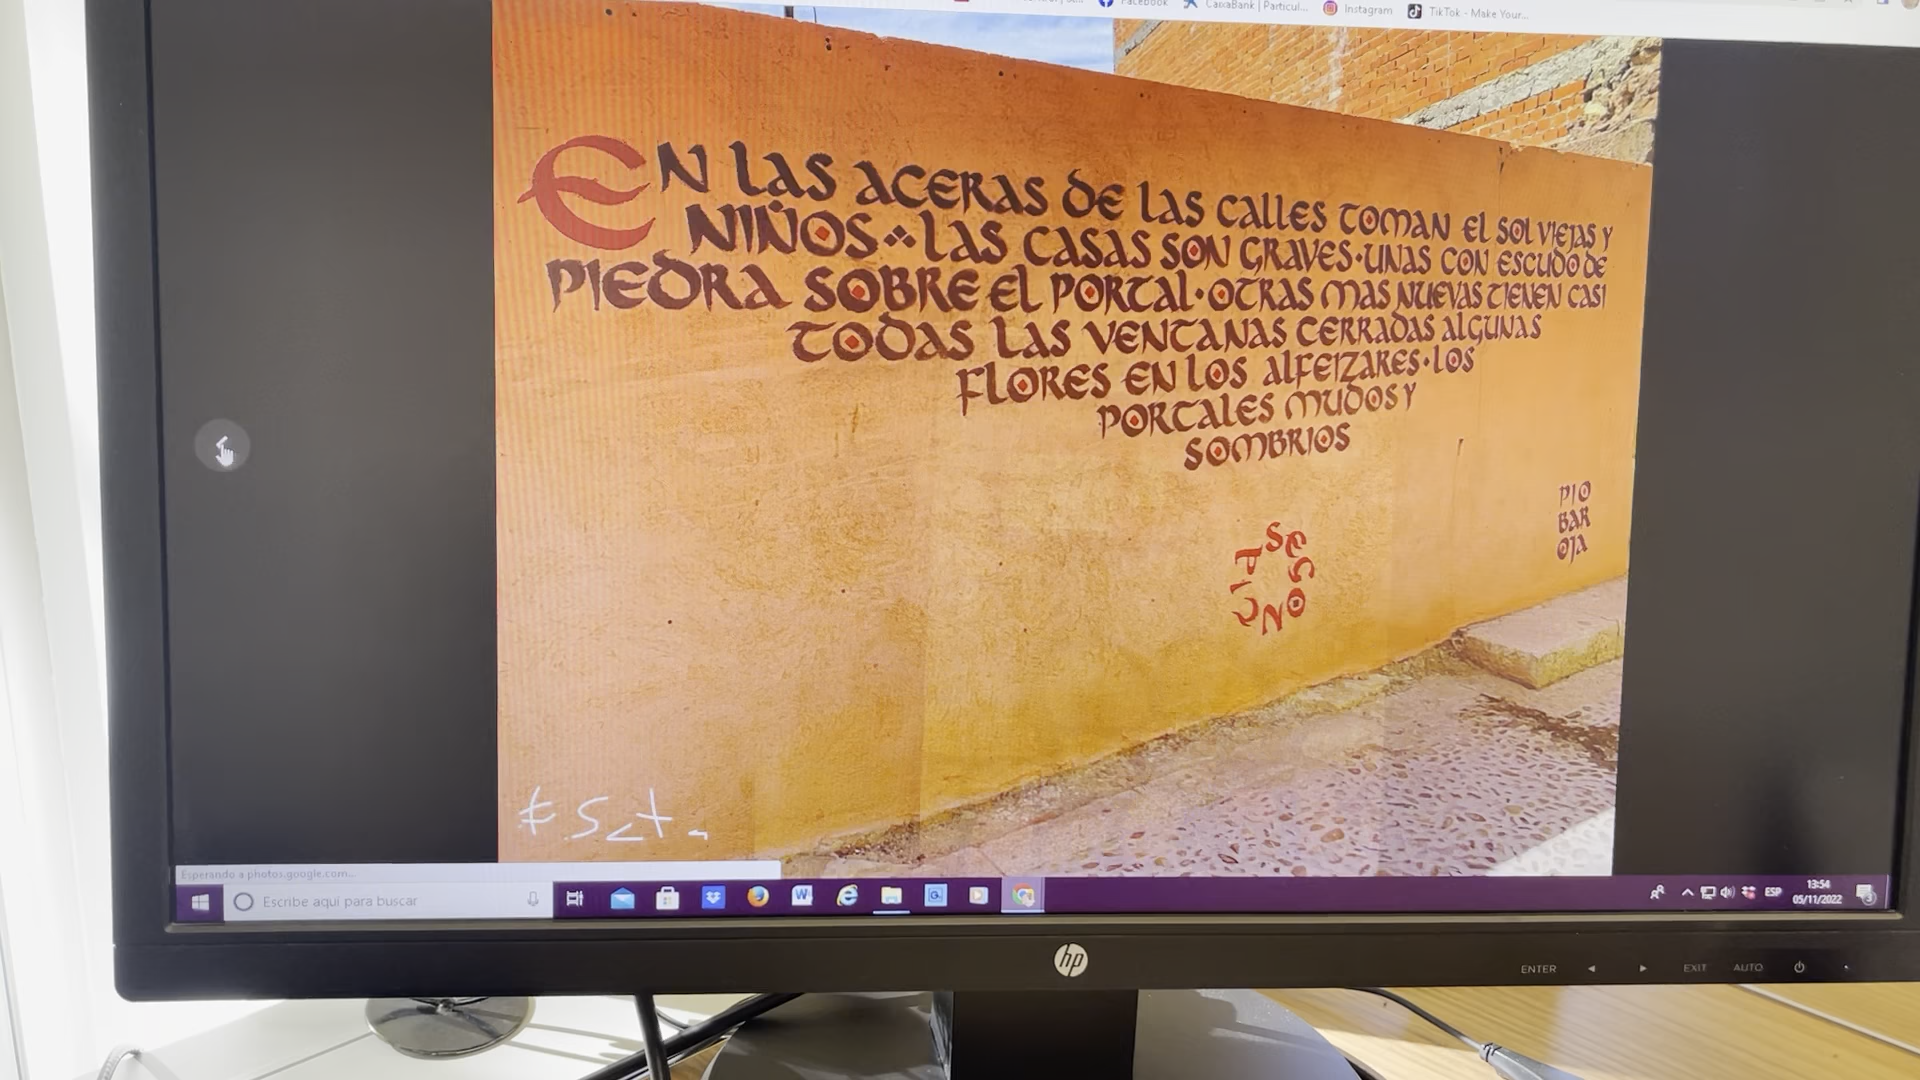 Facebook
CaixaBank | Particul...
Instagram
TikTok - Make Your...
EN LAS ACERAS DE LAS CALLES TOMAN EL SOL VIEJAS Y
NIÑOS LAS CASAS SON GRAVES·UNAS CON ESCUDO DE
PIEDRA SOBRE EL PORTAL·OTRAS MAS NUEVAS TIENEN CASI
TODAS LAS VENTANAS CERRADAS ALGUNAS
FLORES EN LOS ALFEIZARES·LOS
PORTALES MUDOS Y
SOMBRIOS
PIO
BAR
OJA
Esperando a photos.google.com...
Escribe aquí para buscar
ESP
13:54
05/11/2022
3
hp
ENTER
EXIT
AUTO